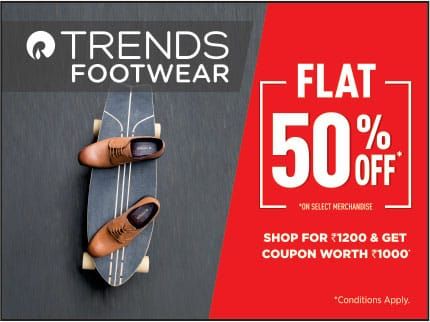 TRENDS
FOOTWEAR
FLAT
50% OFF*
*ON SELECT MERCHANDISE
SHOP FOR ₹1200 & GET
COUPON WORTH ₹1000*
*Conditions Apply.